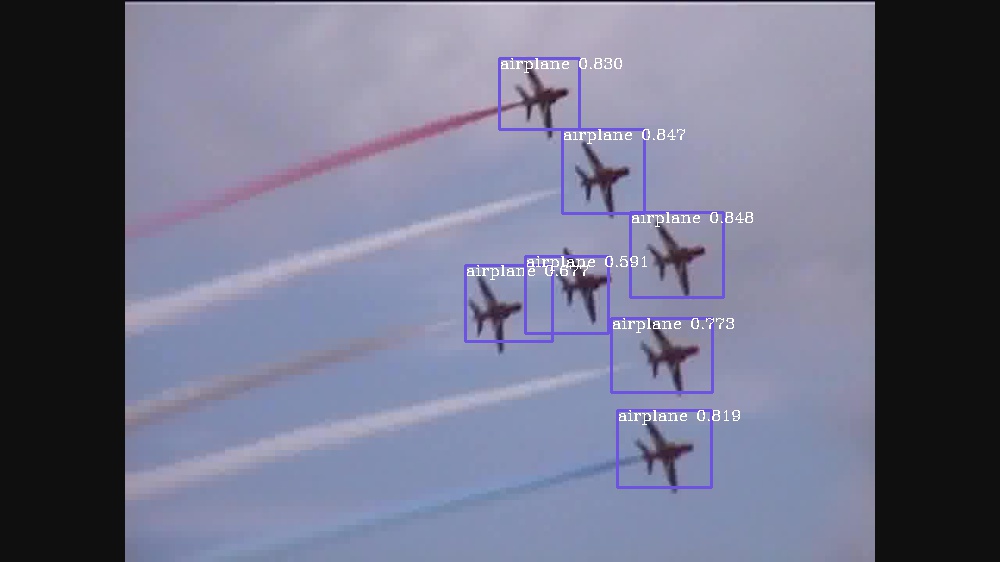 airplane 0.830
airplane 0.847
airplane 0.848
airplane 0.591
airplane 0.677
airplane 0.773
airplane 0.819